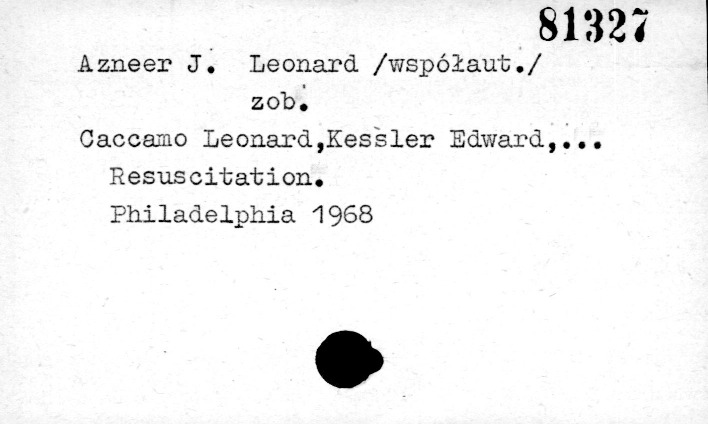 81327
Azneer J. Leonard /współaut./
zob.
Caccamo Leonard,Kessler Edward,...
Resuscitation.
Philadelphia 1968